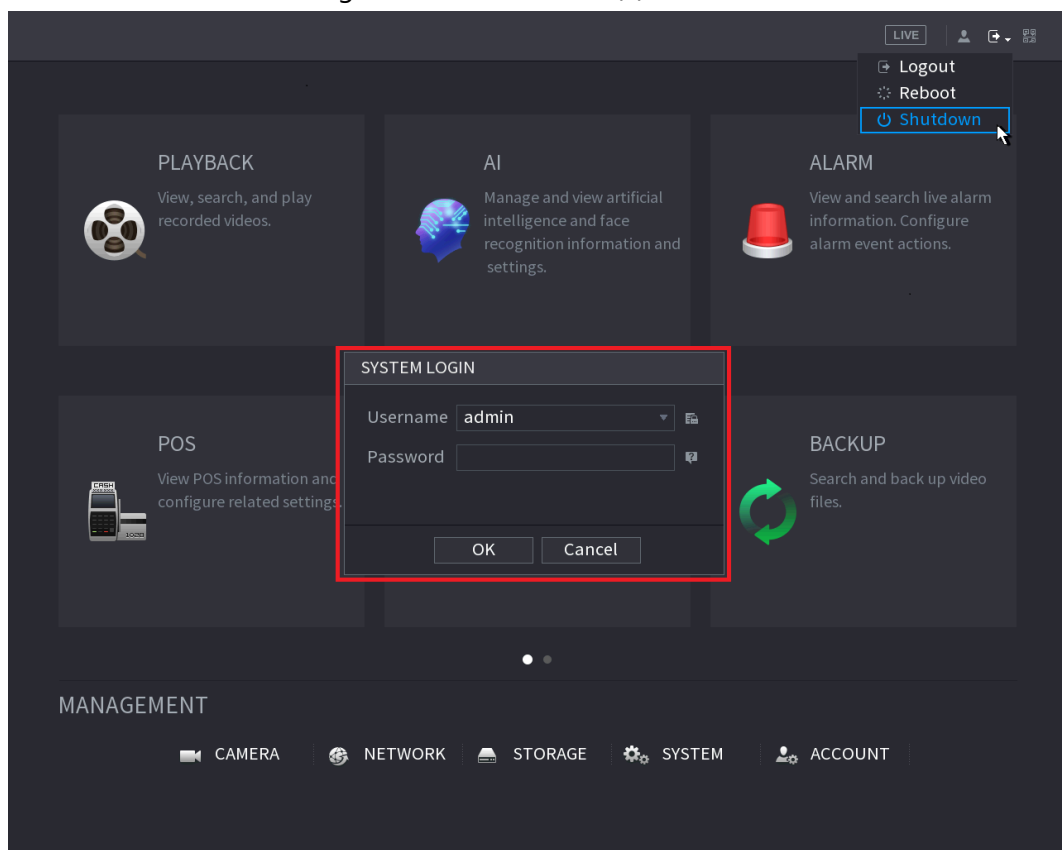 LIVE
Logout
Reboot
Shutdown
PLAYBACK
View, search, and play
recorded videos.
AI
Manage and view artificial
intelligence and face
recognition information and
settings.
ALARM
View and search live alarm
information. Configure
alarm event actions.
SYSTEM LOGIN
Username admin
Password
OK Cancel
POS
View POS information and
configure related settings.
CASH
BACKUP
Search and back up video
files.
MANAGEMENT
CAMERA NETWORK STORAGE SYSTEM ACCOUNT